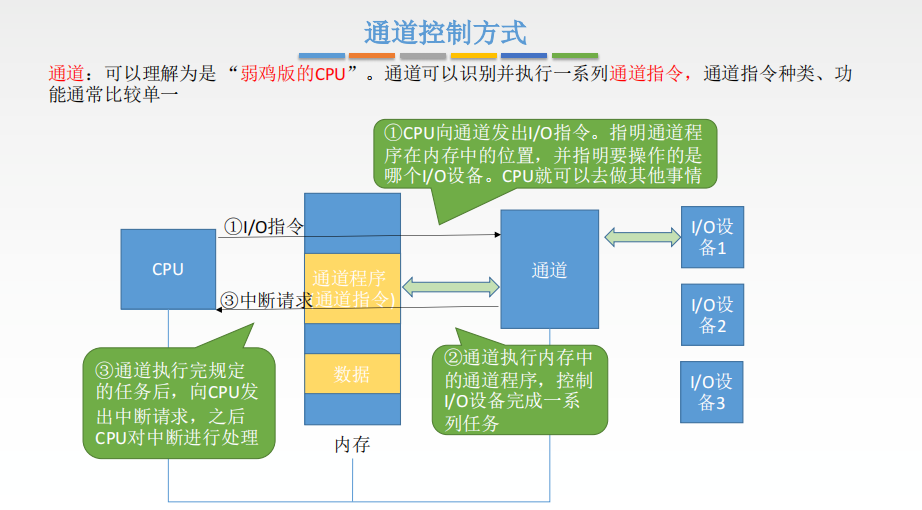 通道控制方式
通道：可以理解为是“弱鸡版的CPU”。通道可以识别并执行一系列通道指令，通道指令种类、功
能通常比较单一
①CPU向通道发出I/O指令。指明通道程
序在内存中的位置，并指明要操作的是
哪个I/O设备。CPU就可以去做其他事情
①I/O指令
CPU
通道程序
通道指令)
③中断请求
数据
内存
通道
I/O设
备1
I/O设
备2
I/O设
备3
③通道执行完规定
的任务后，向CPU发
出中断请求，之后
CPU对中断进行处理
②通道执行内存中
的通道程序，控制
I/O设备完成一系
列任务